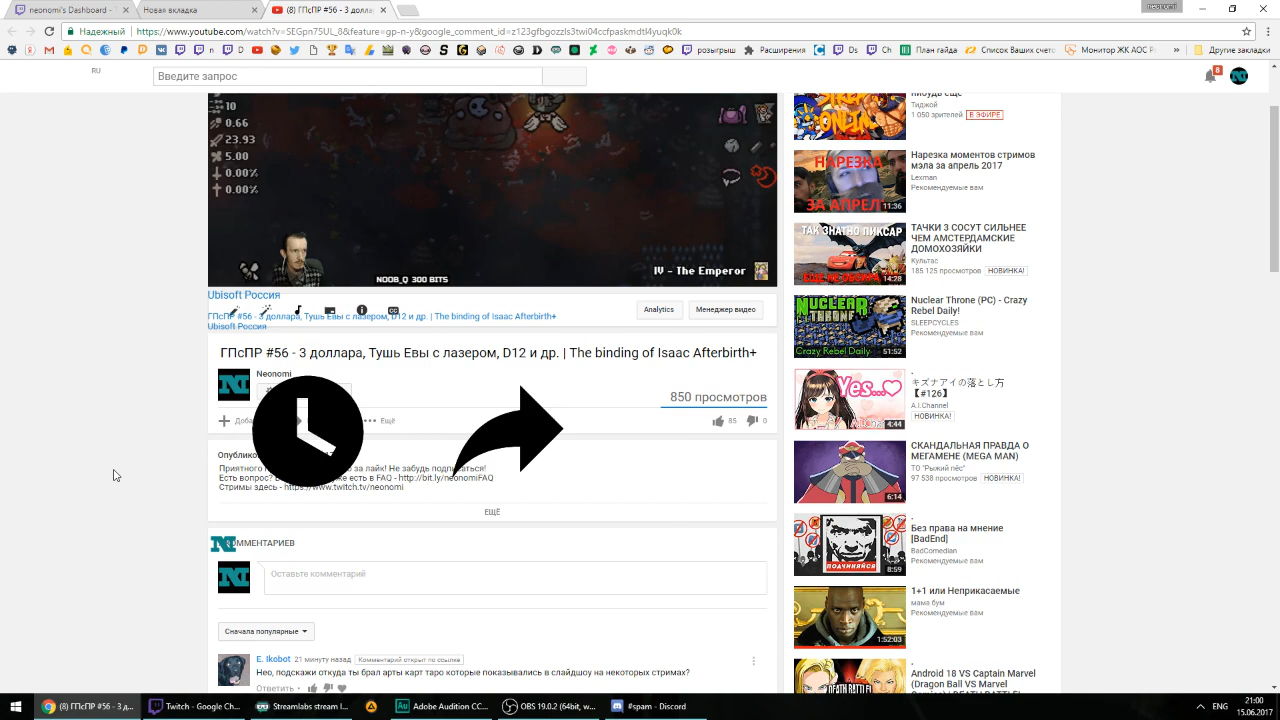 neonomi's Dashboard -
Новая вкладка
(8) ГПсПР #56 - 3 долла
neonomi
Надежный
https://www.youtube.com/watch?v=SEGpn75UL_8&feature=gp-n-y&google_comment_id=z123gfbgozzls3twi04ccfpaskmdtl4yuqk0k
розыгрыш
Расширения
Список ваших счето
Монитор ЖК AOC P
Другие закладки
RU
Введите запрос
8
10
0.66
23.93
5.00
0.00%
0.00%
IV - The Emperor
NOOB_Q 300 BITS
Ubisoft Россия
ГПсПР #56 - 3 доллара, Тушь Евы с лазером, D12 и др. | The binding of Isaac Afterbirth+
Ubisoft Россия
Analytics
Менеджер видео
ГПсПР #56 - 3 доллара, Тушь Евы с лазером, D12 и др. | The binding of Isaac Afterbirth+
Neonomi
850 просмотров
Ещё
85
0
за лайк! Не забудь
есть в FAQ - http://bit.ly/neonomiFAQ
Стримы здесь - https://www.twitch.tv/neonomi
ЕЩЁ
Оставьте комментарий
Сначала популярные
E. Ikobot 21 минуту назад Комментарий открыт по ссылке
Нео, подскажи откуда ты брал арты карт таро которые показывались в слайдшоу на некоторых стримах?
Ответить
Тиджой
1 050 зрителей В ЭФИРЕ
НАРЕЗКА
ЗА АПРЕЛ
11:36
Нарезка моментов стримов
мэла за апрель 2017
Lexman
Рекомендуемые вам
ТАК ЗНАТНО ПИКСАР
14:28
ТАЧКИ 3 СОСУТ СИЛЬНЕЕ
ЧЕМ АМСТЕРДАМСКИЕ
ДОМОХОЗЯЙКИ
Культас
185 125 просмотров НОВИНКА!
NUCLEAR
THRONE
Crazy Rebel Daily
51:52
Nuclear Throne (PC) - Crazy
Rebel Daily!
SLEEPCYCLES
Рекомендуемые вам
Yes...
4:44
キズナアイの落とし方
【#126】
A.I.Channel
НОВИНКА!
6:14
СКАНДАЛЬНАЯ ПРАВДА О
МЕГАМЕНЕ (MEGA MAN)
ТО "Рыжий пёс"
97 538 просмотров НОВИНКА!
ПОДЧИНЯЙСЯ
8:59
Без права на мнение
[BadEnd]
BadComedian
Рекомендуемые вам
1:52:03
1+1 или Неприкасаемые
мама бум
Рекомендуемые вам
DEATH BATTLE!
Android 18 VS Captain Marvel
(Dragon Ball VS Marvel
(8) ГПсПР #56 - 3 д...
Twitch - Google Ch...
Streamlabs stream l...
Adobe Audition CC...
OBS 19.0.2 (64bit, w...
#spam - Discord
ENG
21:00
15.06.2017